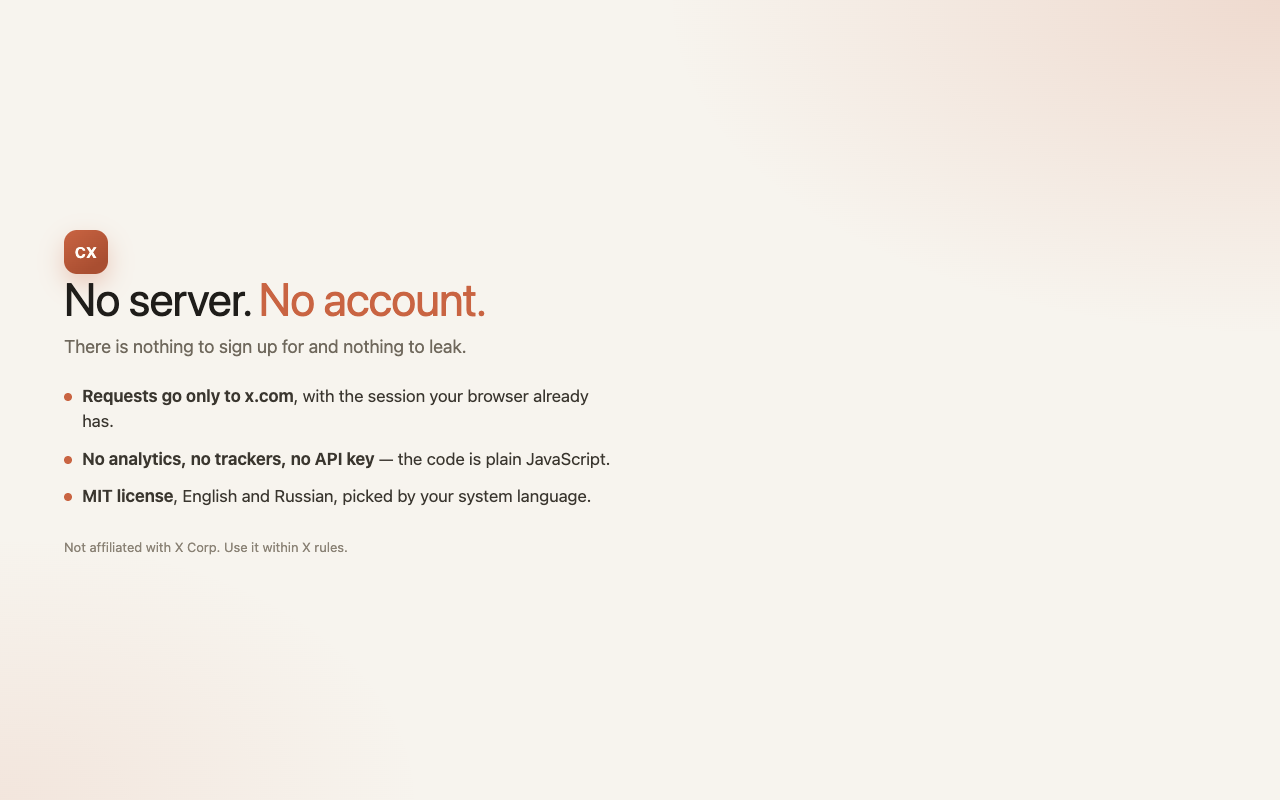 CX
No server. No account.
There is nothing to sign up for and nothing to leak.
Requests go only to x.com, with the session your browser already
has.
No analytics, no trackers, no API key — the code is plain JavaScript.
MIT license, English and Russian, picked by your system language.
Not affiliated with X Corp. Use it within X rules.